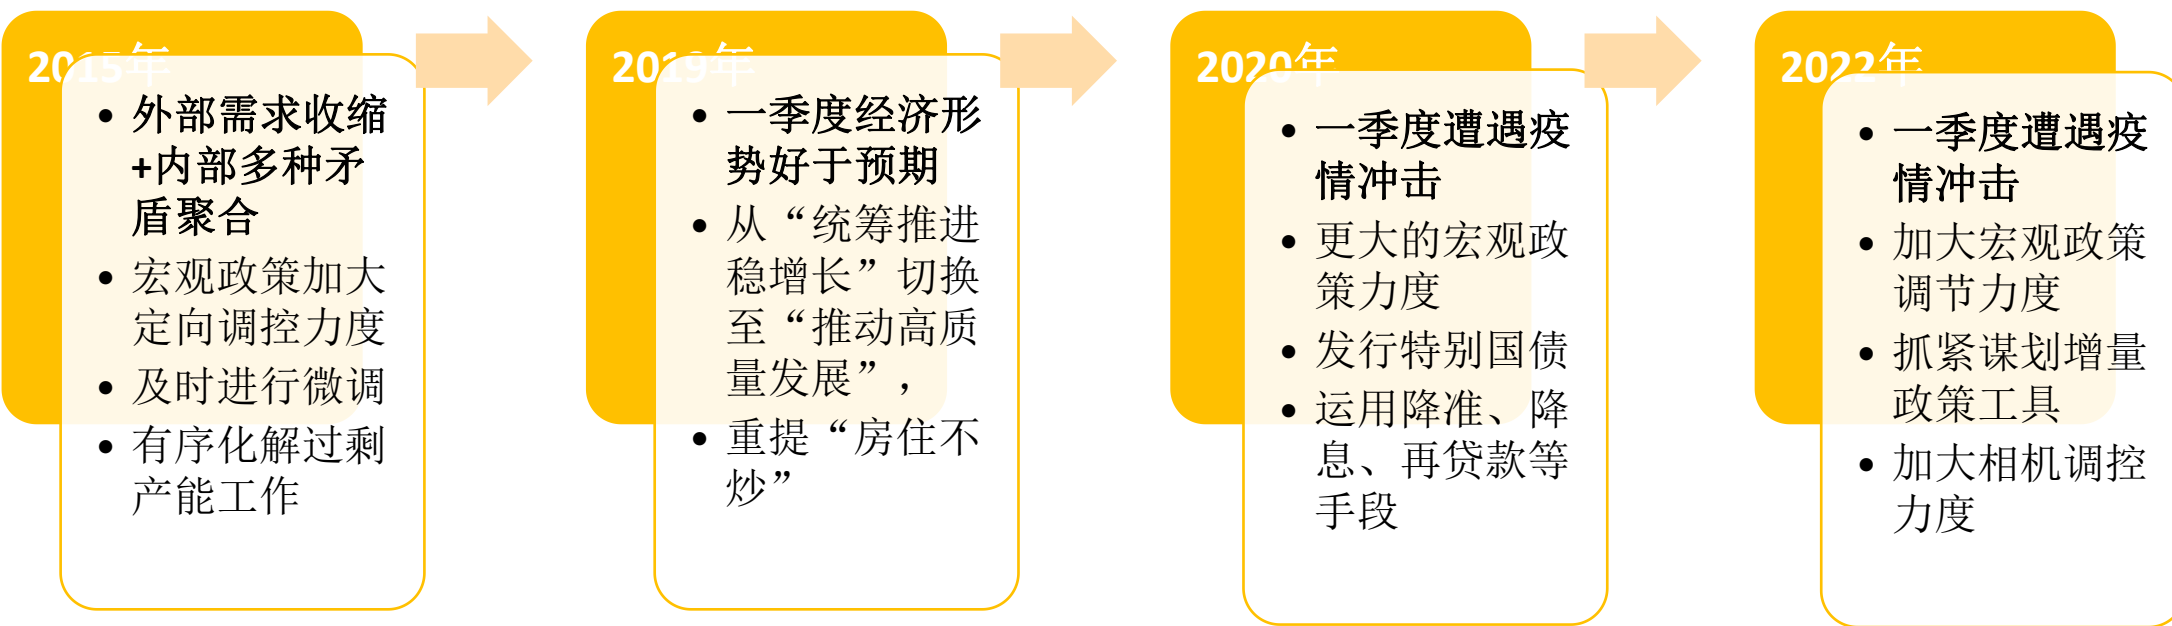 2015年
• 外部需求收缩
+内部多种矛
盾聚合
• 宏观政策加大
定向调控力度
• 及时进行微调
• 有序化解过剩
产能工作
2019年
• 一季度经济形
势好于预期
• 从“统筹推进
稳增长”切换
至“推动高质
量发展”，
• 重提“房住不
炒”
2020年
• 一季度遭遇疫
情冲击
• 更大的宏观政
策力度
• 发行特别国债
• 运用降准、降
息、再贷款等
手段
2022年
• 一季度遭遇疫
情冲击
• 加大宏观政策
调节力度
• 抓紧谋划增量
政策工具
• 加大相机调控
力度